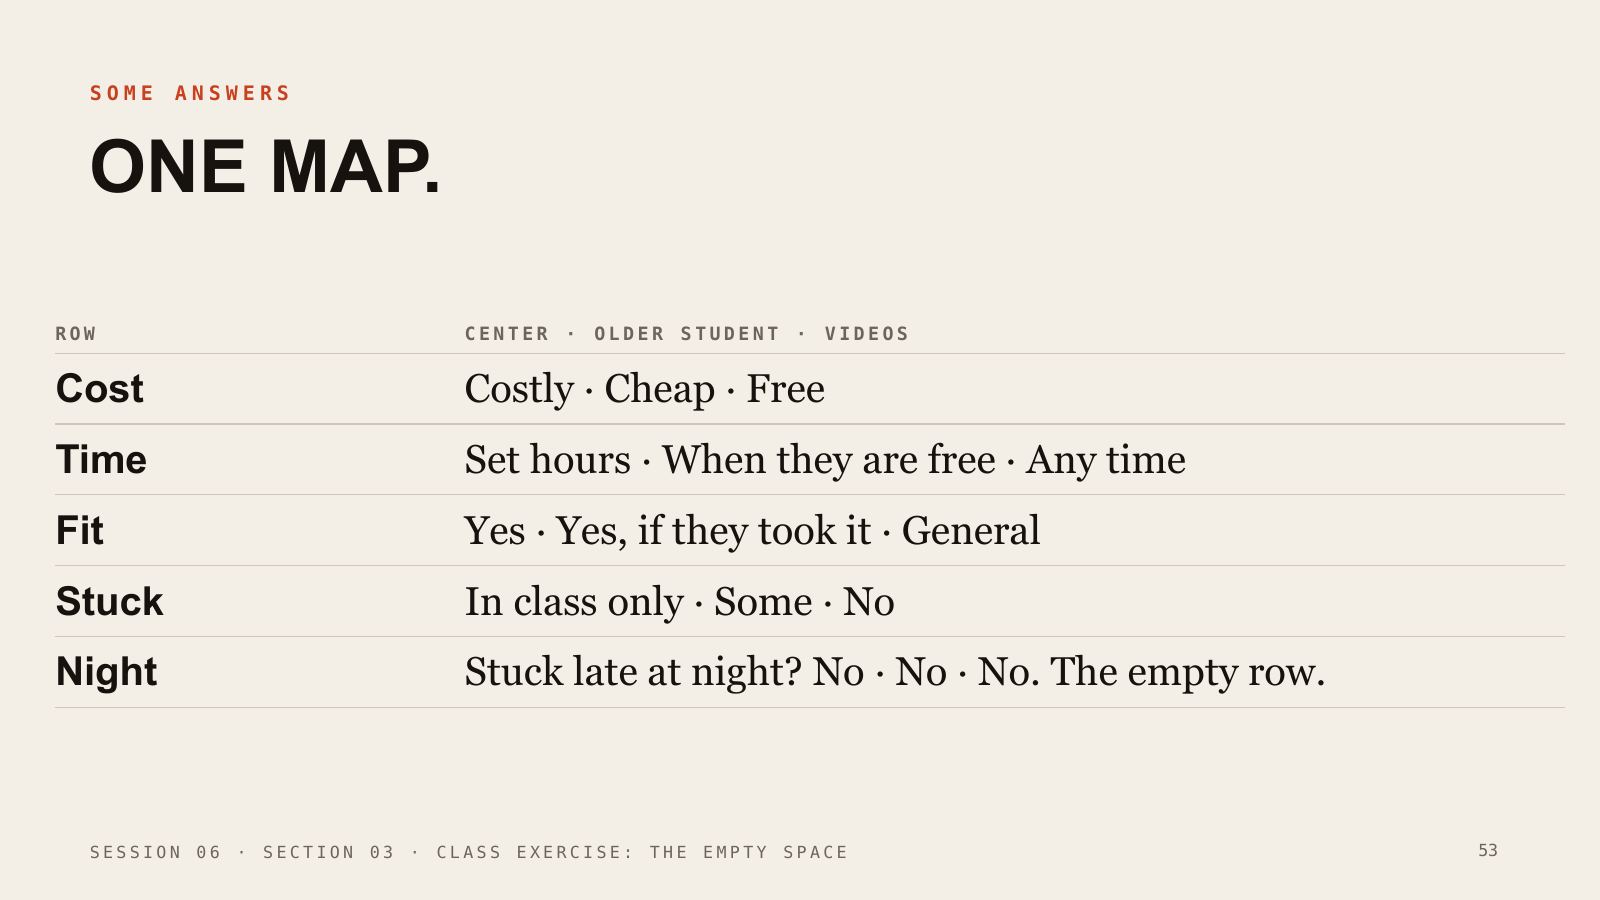 SOME ANSWERS
ONE MAP.
ROW CENTER · OLDER STUDENT · VIDEOS
Cost Costly · Cheap · Free
Time Set hours · When they are free · Any time
Fit Yes · Yes, if they took it · General
Stuck In class only · Some · No
Night Stuck late at night? No · No · No. The empty row.
SESSION 06 · SECTION 03 · CLASS EXERCISE: THE EMPTY SPACE 53